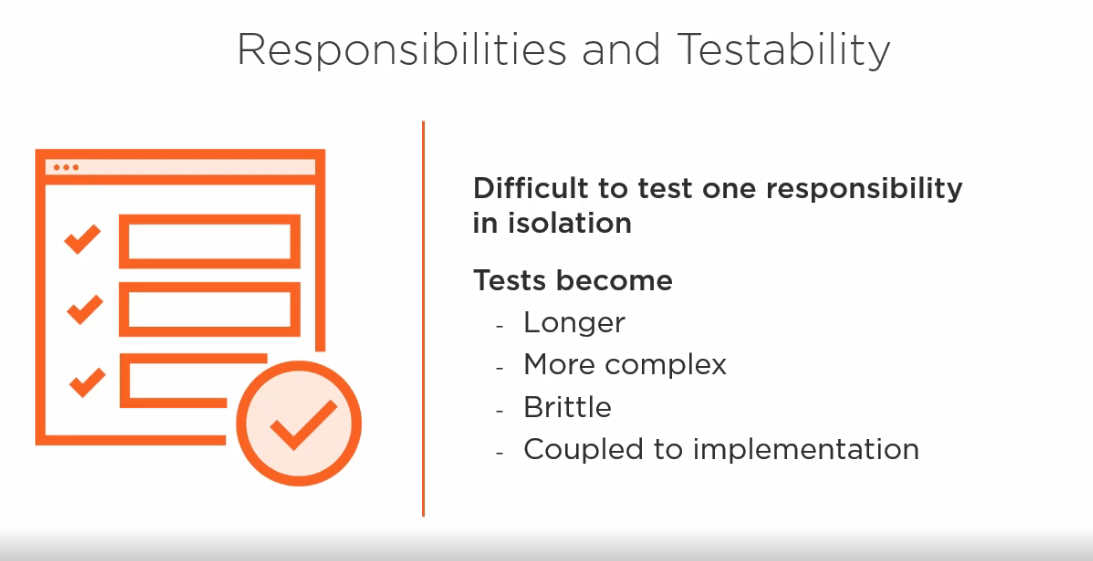 Responsibilities and Testability
Difficult to test one responsibility
in isolation
Tests become
- Longer
- More complex
- Brittle
- Coupled to implementation